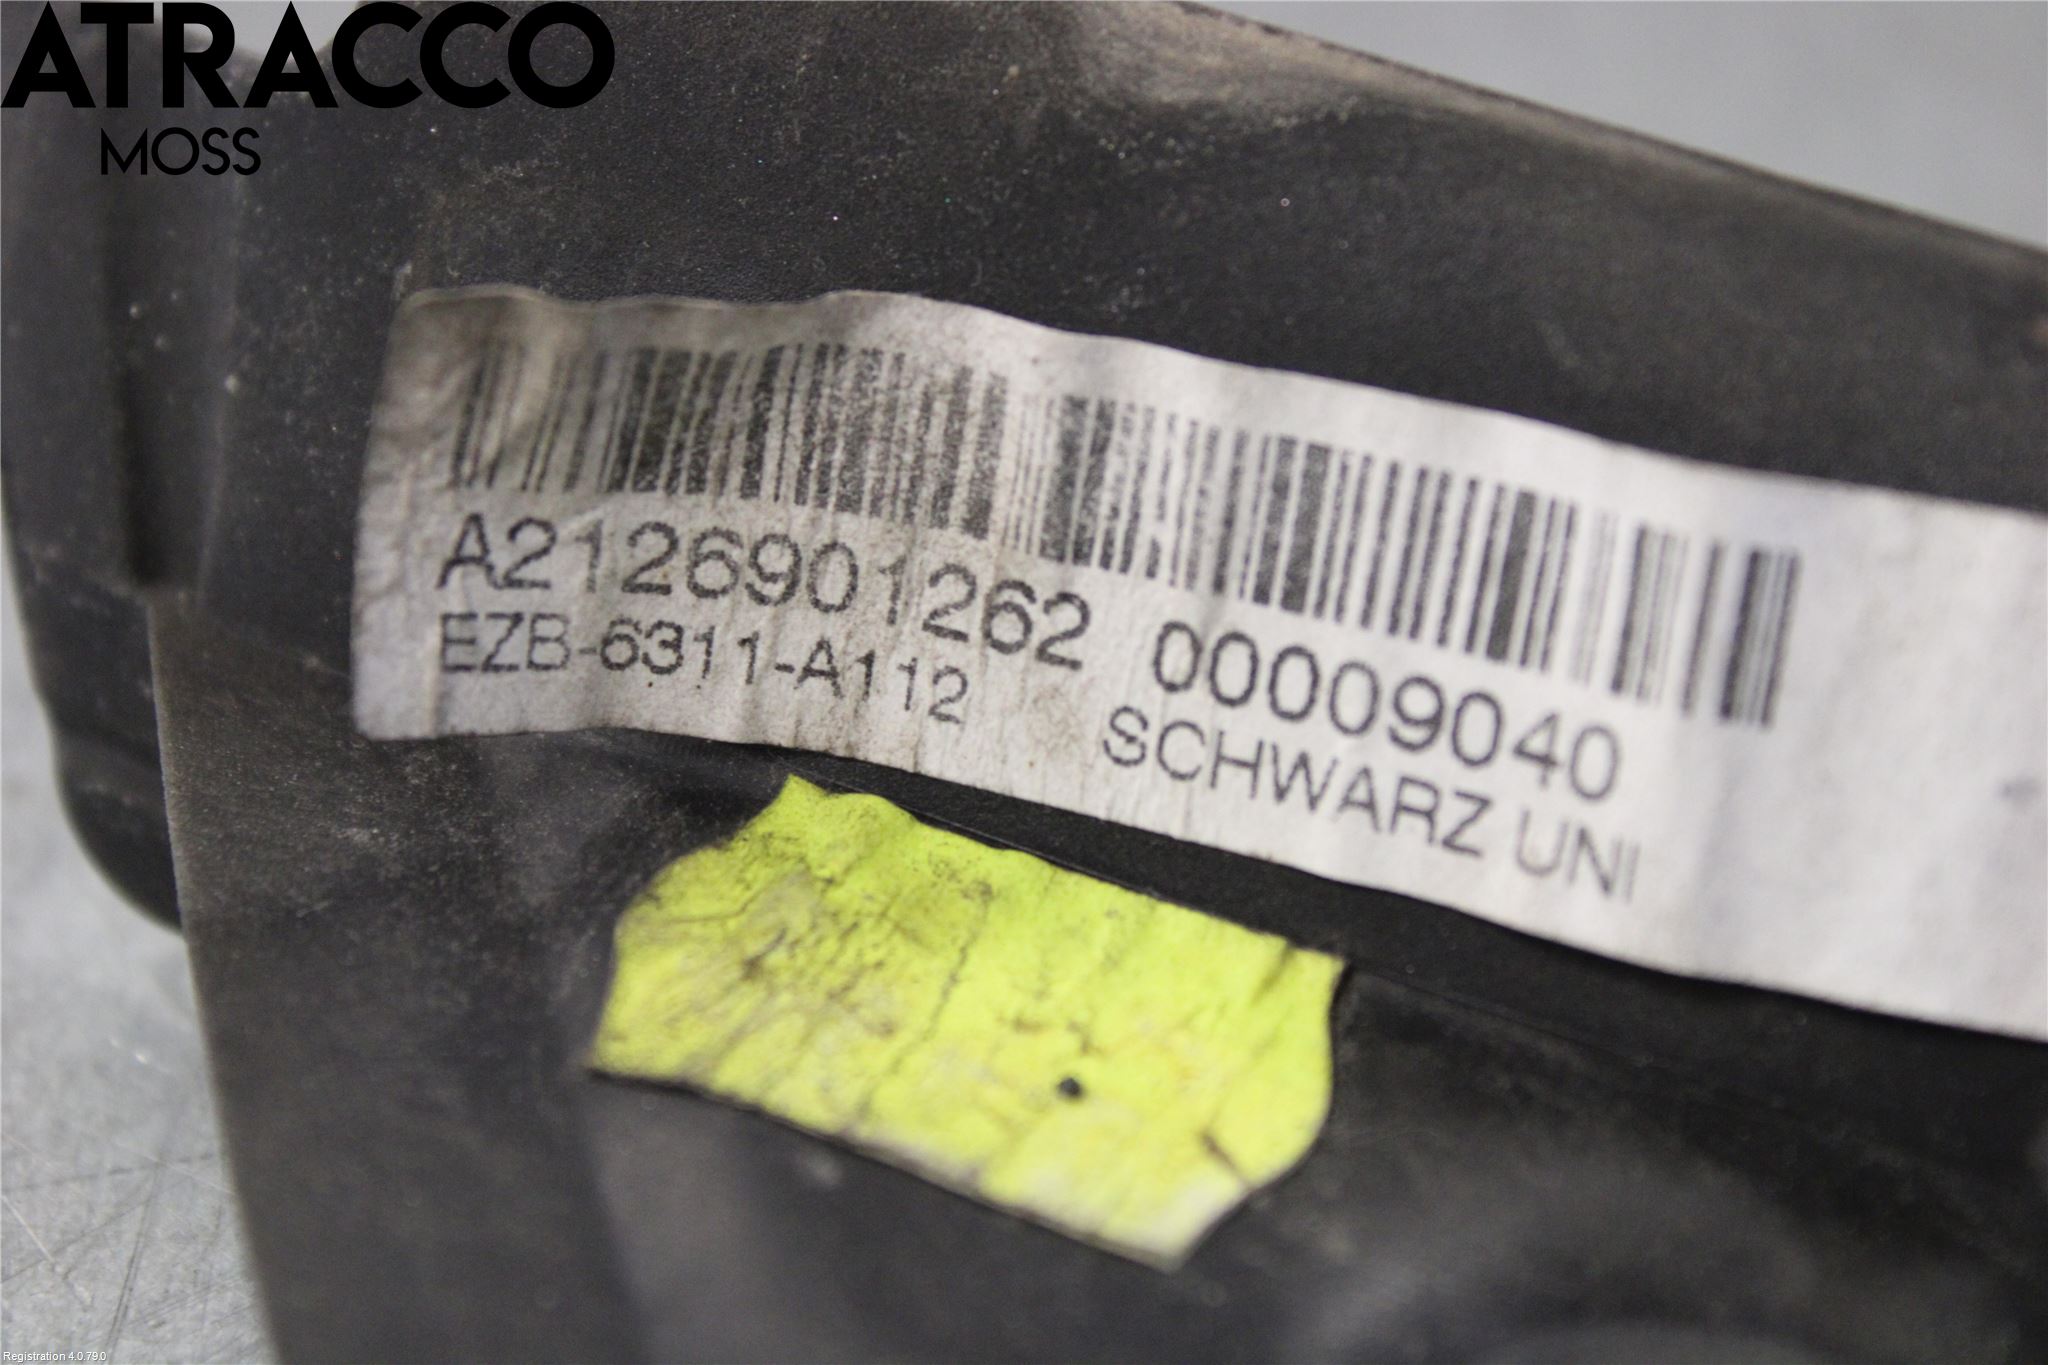 ATRACCO
MOSS
A2126901262 00009040
EZB-6311-A112 SCHWARZ UNI
Registration 4.0.79.0